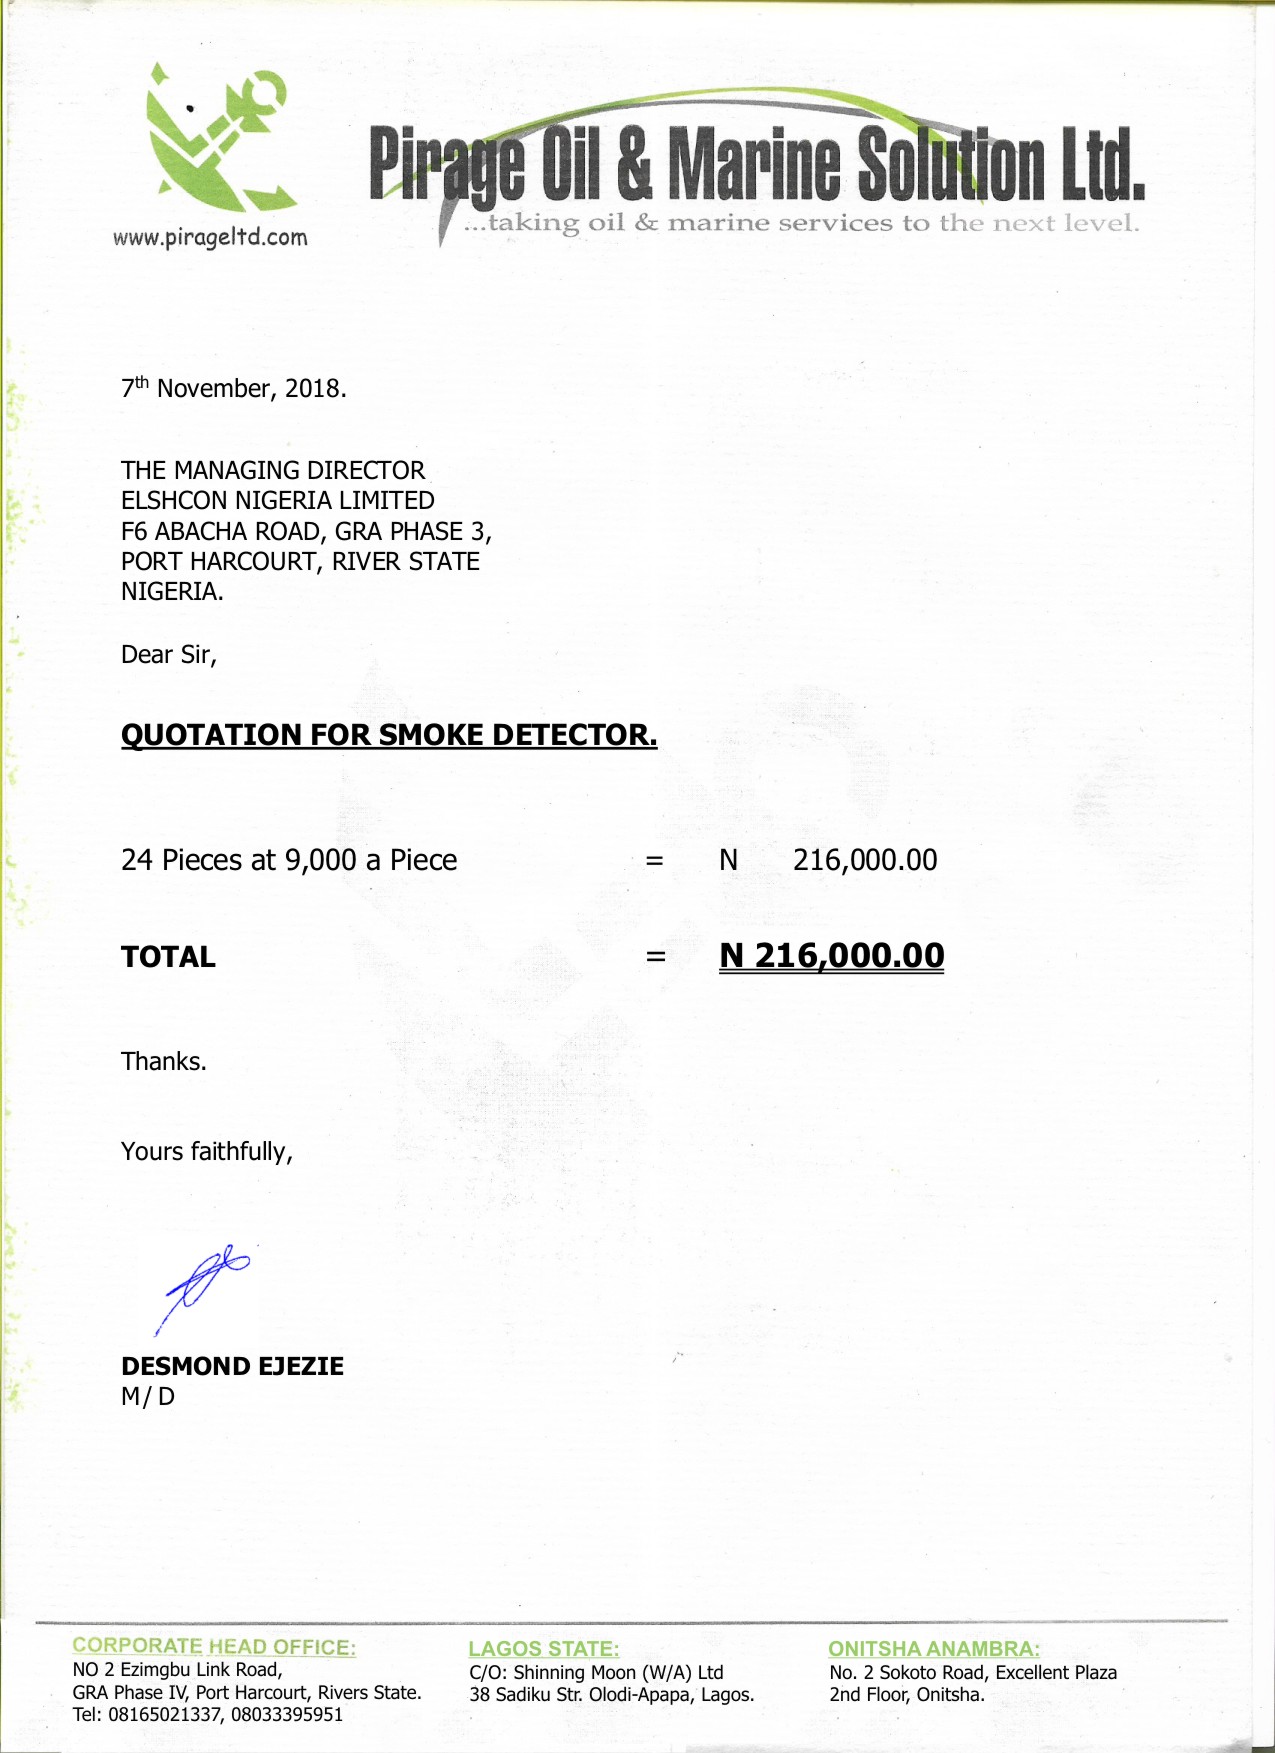 www.pirageltd.com
Pirage Oil & Marine Solution Ltd.
...taking oil & marine services to the next level.
7th November, 2018.
THE MANAGING DIRECTOR
ELSHCON NIGERIA LIMITED
F6 ABACHA ROAD, GRA PHASE 3,
PORT HARCOURT, RIVER STATE
NIGERIA.
Dear Sir,
QUOTATION FOR SMOKE DETECTOR.
24 Pieces at 9,000 a Piece = N 216,000.00
TOTAL = N 216,000.00
Thanks.
Yours faithfully,
DESMOND EJEZIE
M/ D
CORPORATE HEAD OFFICE:
NO 2 Ezimgbu Link Road,
GRA Phase IV, Port Harcourt, Rivers State.
Tel: 08165021337, 08033395951
LAGOS STATE:
C/O: Shinning Moon (W/A) Ltd
38 Sadiku Str. Olodi-Apapa, Lagos.
ONITSHA ANAMBRA:
No. 2 Sokoto Road, Excellent Plaza
2nd Floor, Onitsha.